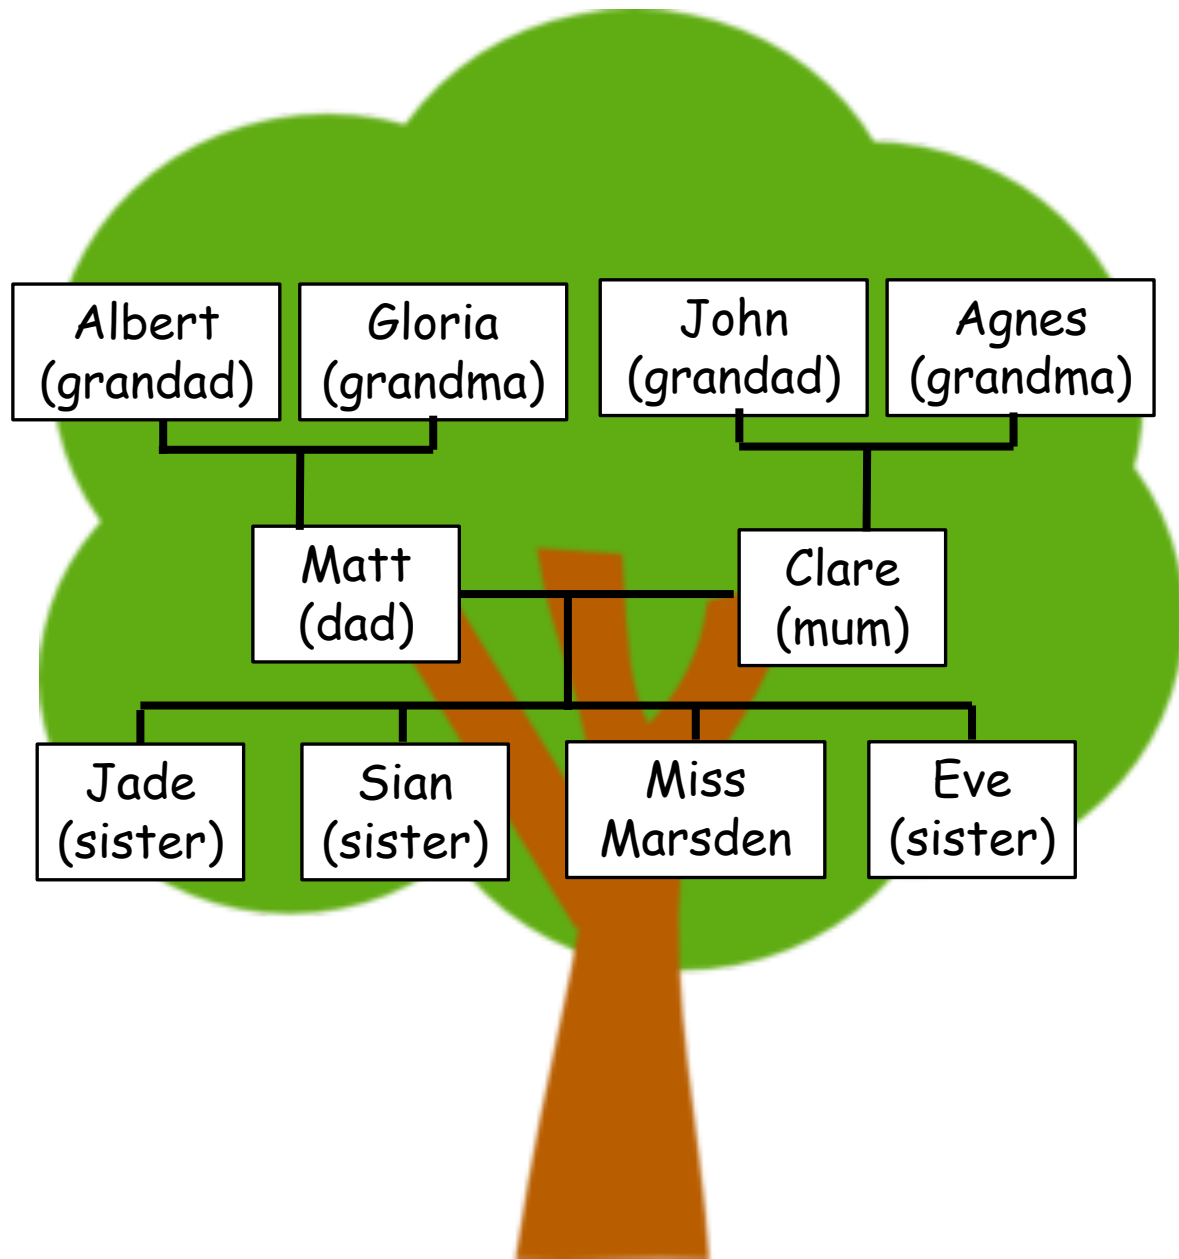 Albert
(grandad)
Gloria
(grandma)
John
(grandad)
Agnes
(grandma)
Matt
(dad)
Clare
(mum)
Jade
(sister)
Sian
(sister)
Miss
Marsden
Eve
(sister)